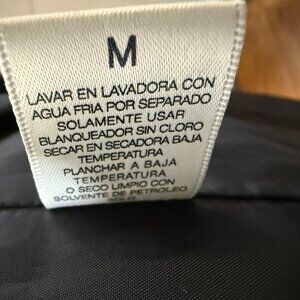 M
LAVAR EN LAVADORA CON
AGUA FRIA POR SEPARADO
SOLAMENTE USAR
BLANQUEADOR SIN CLORO
SECAR EN SECADORA BAJA
TEMPERATURA
PLANCHAR A BAJA
TEMPERATURA
O SECO LIMPIO CON
SOLVENTE DE PETROLEO
SOLO